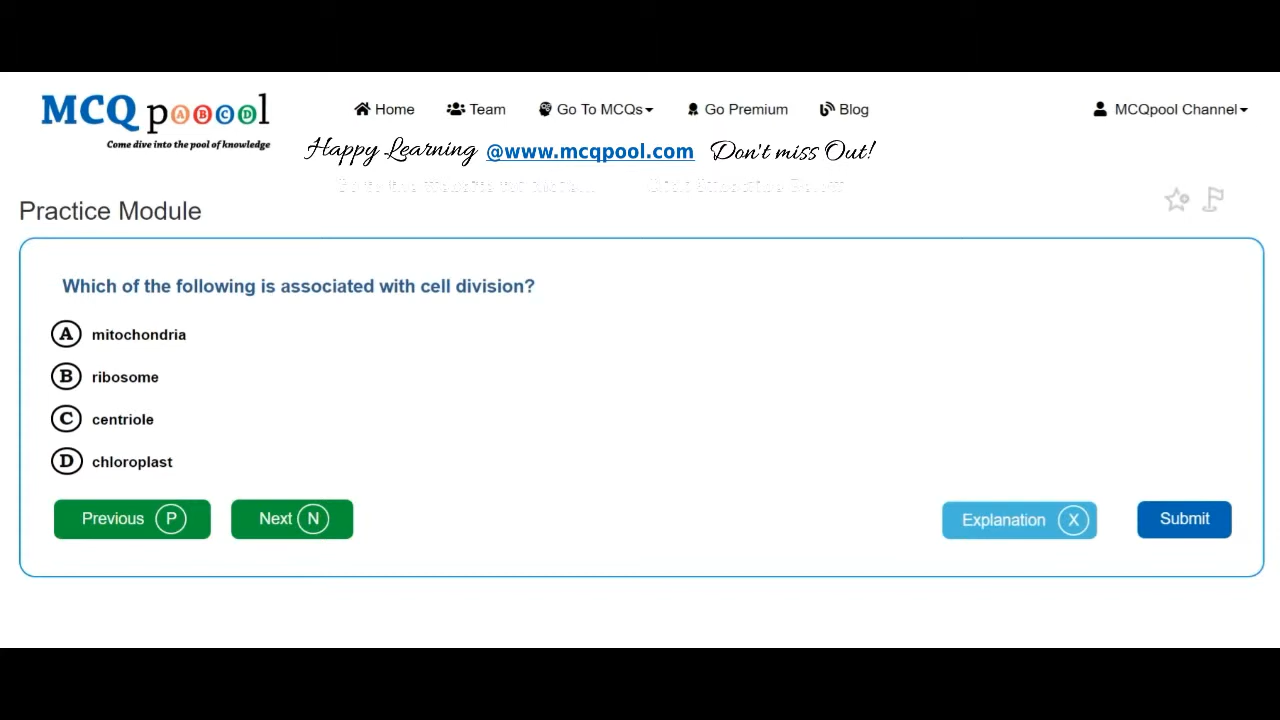 MCQ pooool
Come dive into the pool of knowledge
Home Team Go To MCQs Go Premium Blog MCQpool Channel
Happy Learning @www.mcqpool.com Don't miss Out!
Practice Module
Which of the following is associated with cell division?
A mitochondria
B ribosome
C centriole
D chloroplast
Previous P Next N Explanation X Submit